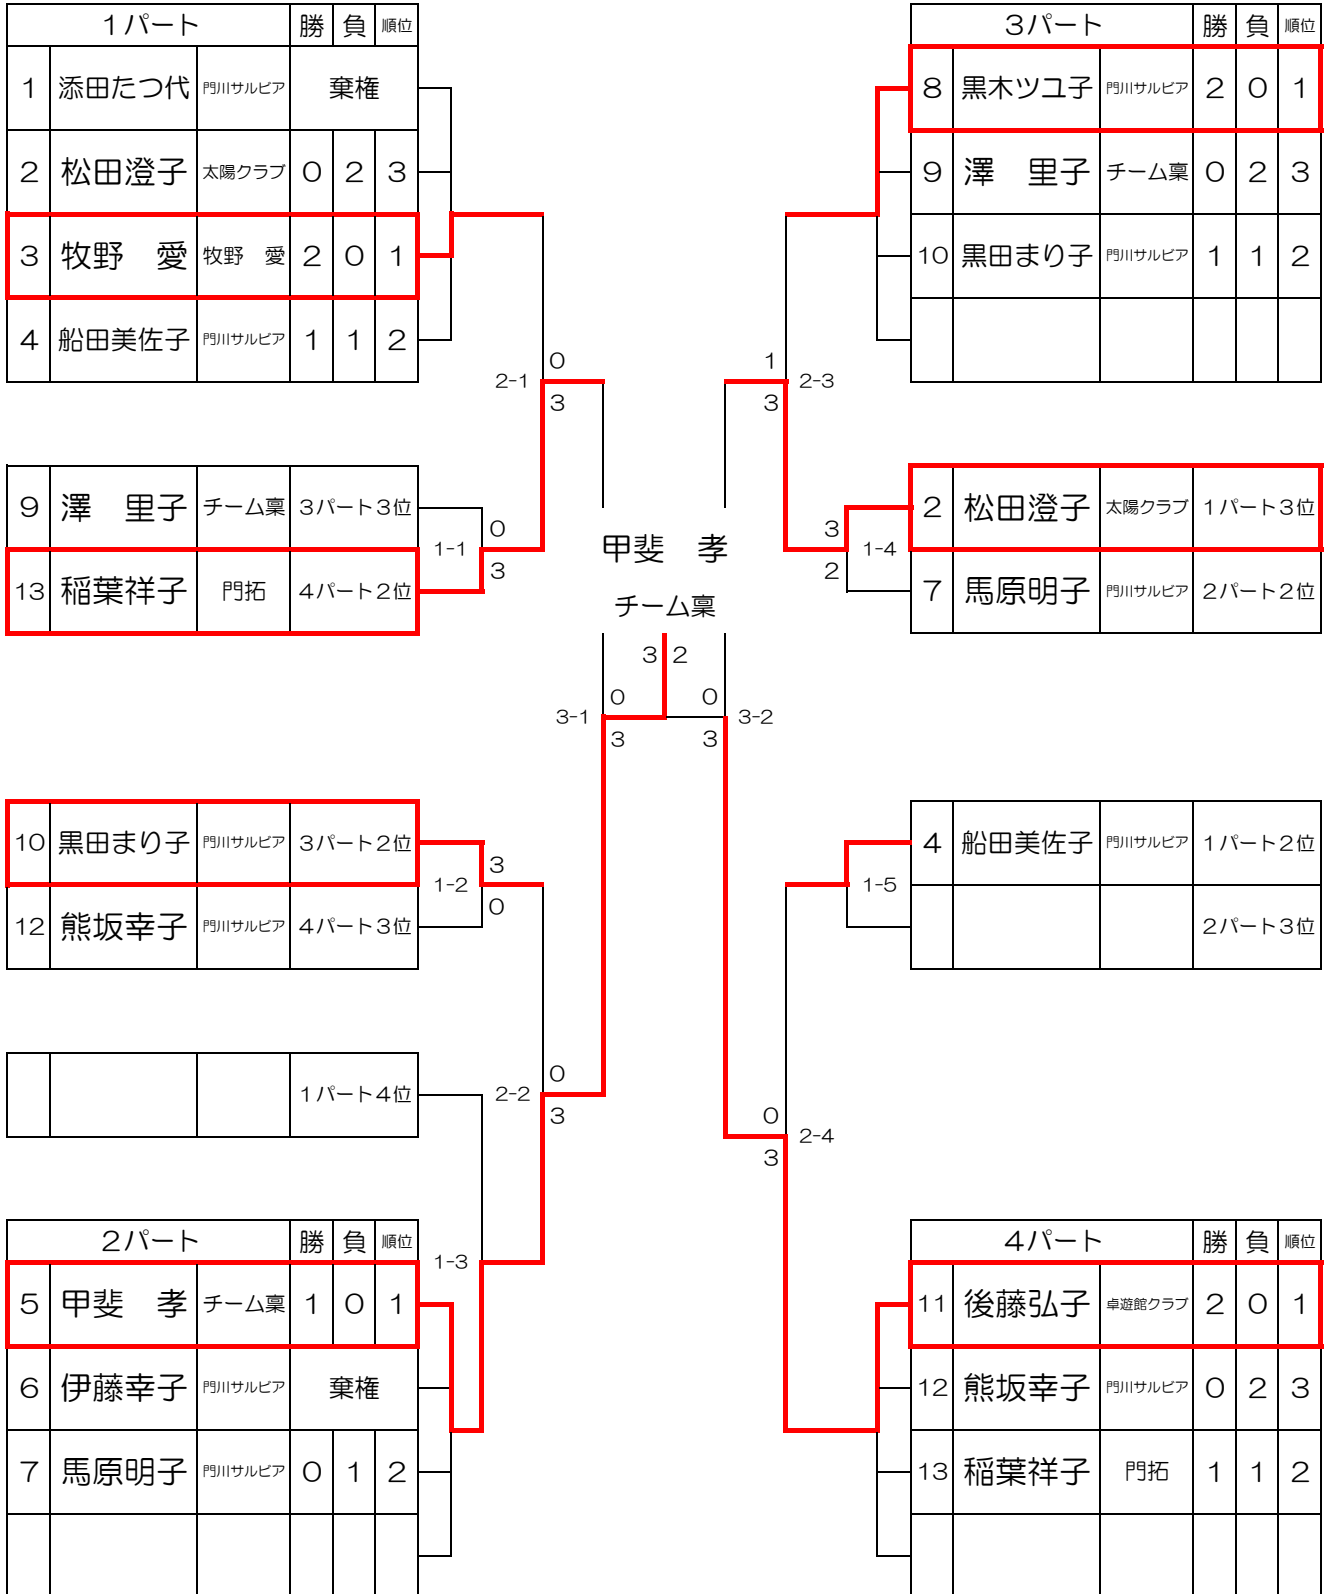 １パート 勝 負 順位
1 添田たつ代 門川サルビア 棄権
2 松田澄子 太陽クラブ 0 2 3
3 牧野　愛 牧野　愛 2 0 1
4 船田美佐子 門川サルビア 1 1 2
３パート 勝 負 順位
8 黒木ツユ子 門川サルビア 2 0 1
9 澤　里子 チーム稟 0 2 3
10 黒田まり子 門川サルビア 1 1 2
0
2-1
3
1
2-3
3
9 澤　里子 チーム稟 ３パート３位
13 稲葉祥子 門拓 ４パート２位
0
1-1
3
甲斐　孝
チーム稟
3
1-4
2
2 松田澄子 太陽クラブ １パート３位
7 馬原明子 門川サルビア ２パート２位
3 2
0
3-1
3
0
3-2
3
10 黒田まり子 門川サルビア ３パート２位
12 熊坂幸子 門川サルビア ４パート３位
3
1-2
0
4 船田美佐子 門川サルビア １パート２位
２パート３位
1-5
１パート４位
0
2-2
3
0
2-4
3
２パート 勝 負 順位
5 甲斐　孝 チーム稟 1 0 1
6 伊藤幸子 門川サルビア 棄権
7 馬原明子 門川サルビア 0 1 2
1-3
４パート 勝 負 順位
11 後藤弘子 卓遊館クラブ 2 0 1
12 熊坂幸子 門川サルビア 0 2 3
13 稲葉祥子 門拓 1 1 2